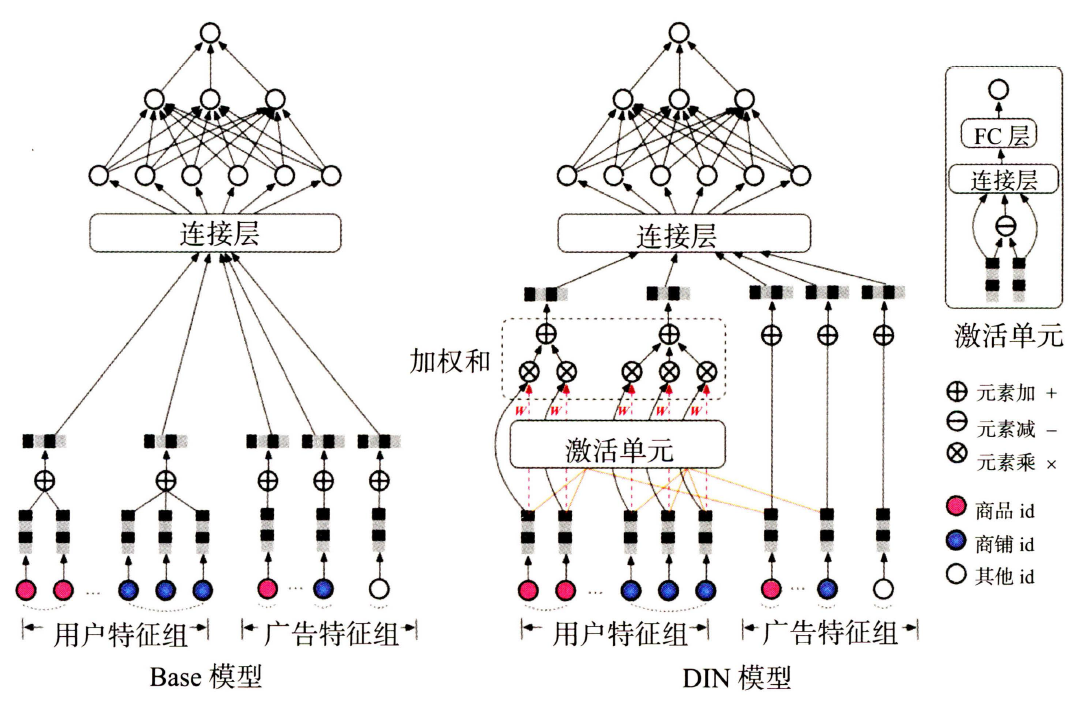 连接层
用户特征组
广告特征组
Base 模型
连接层
加权和
w w w w w
激活单元
用户特征组
广告特征组
DIN 模型
FC 层
连接层
激活单元
元素加 +
元素减 −
元素乘 ×
商品 id
商铺 id
其他 id